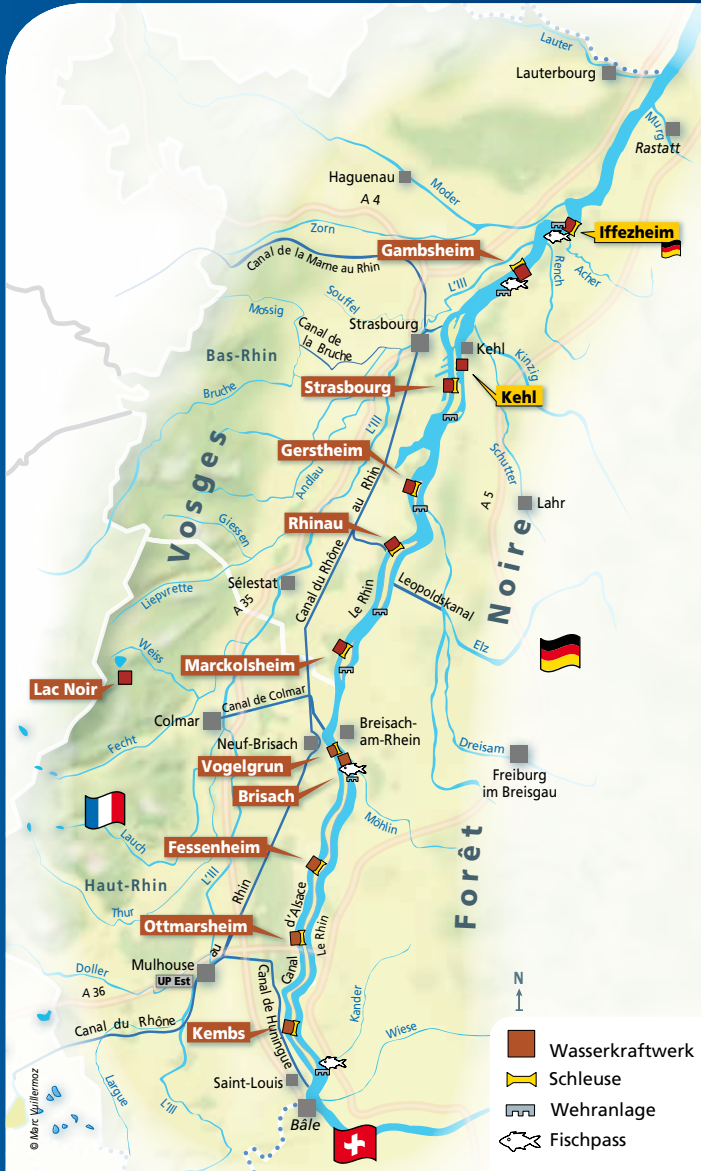 Lauter
Lauterbourg
Murg
Rastatt
Haguenau
Moder
A 4
Zorn
Iffezheim
Canal de la Marne au Rhin
Gambsheim
Rench
Acher
L'Ill
Souffel
Mossig
Strasbourg
Canal de
la Bruche
Kehl
Bas-Rhin
Kinzig
Bruche
Strasbourg
Kehl
L'Ill
Vosges
Gerstheim
Andlau
au Rhin
Schutter
A 5
Lahr
Giessen
Rhinau
Noire
Canal du Rhône
Sélestat
A 35
Le Rhin
Leopoldskanal
Liepvrette
Elz
Weiss
Marckolsheim
Lac Noir
Canal de Colmar
Colmar
Breisach-
am-Rhein
Neuf-Brisach
Fecht
Vogelgrun
Dreisam
Freiburg
im Breisgau
Brisach
Möhlin
Lauch
Fessenheim
Forêt
Haut-Rhin
L'Ill
Rhin
Thur
d'Alsace
Le Rhin
Ottmarsheim
au
Canal
Doller
Mulhouse
UP Est
A 36
Canal de Huningue
Kander
N
Canal du Rhône
Kembs
Wiese
Wasserkraftwerk
Schleuse
Saint-Louis
Largue
L'Ill
Bâle
Wehranlage
Fischpass
© Marc Vuillermoz